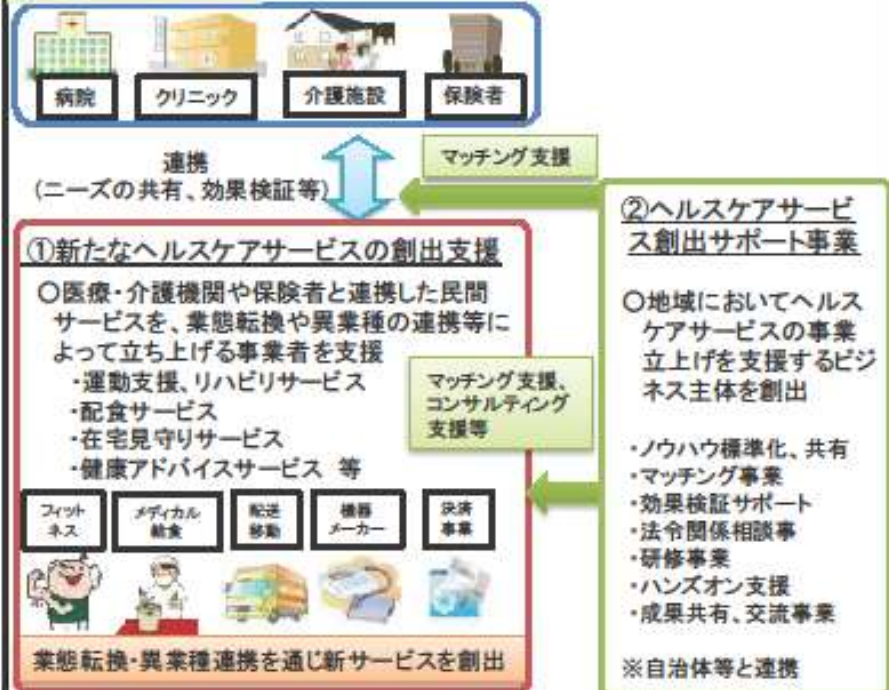 病院
クリニック
介護施設
保険者
連携
(ニーズの共有、効果検証等)
マッチング支援
①新たなヘルスケアサービスの創出支援
○医療・介護機関や保険者と連携した民間
サービスを、業態転換や異業種の連携等に
よって立ち上げる事業者を支援
・運動支援、リハビリサービス
・配食サービス
・在宅見守りサービス
・健康アドバイスサービス 等
マッチング支援、
コンサルティング
支援等
フィット
ネス
メディカル
給食
配送
移動
機器
メーカー
決済
事業
業態転換・異業種連携を通じ新サービスを創出
②ヘルスケアサービ
ス創出サポート事業
○地域においてヘルス
ケアサービスの事業
立上げを支援するビジ
ネス主体を創出
・ノウハウ標準化、共有
・マッチング事業
・効果検証サポート
・法令関係相談事
・研修事業
・ハンズオン支援
・成果共有、交流事業
※自治体等と連携